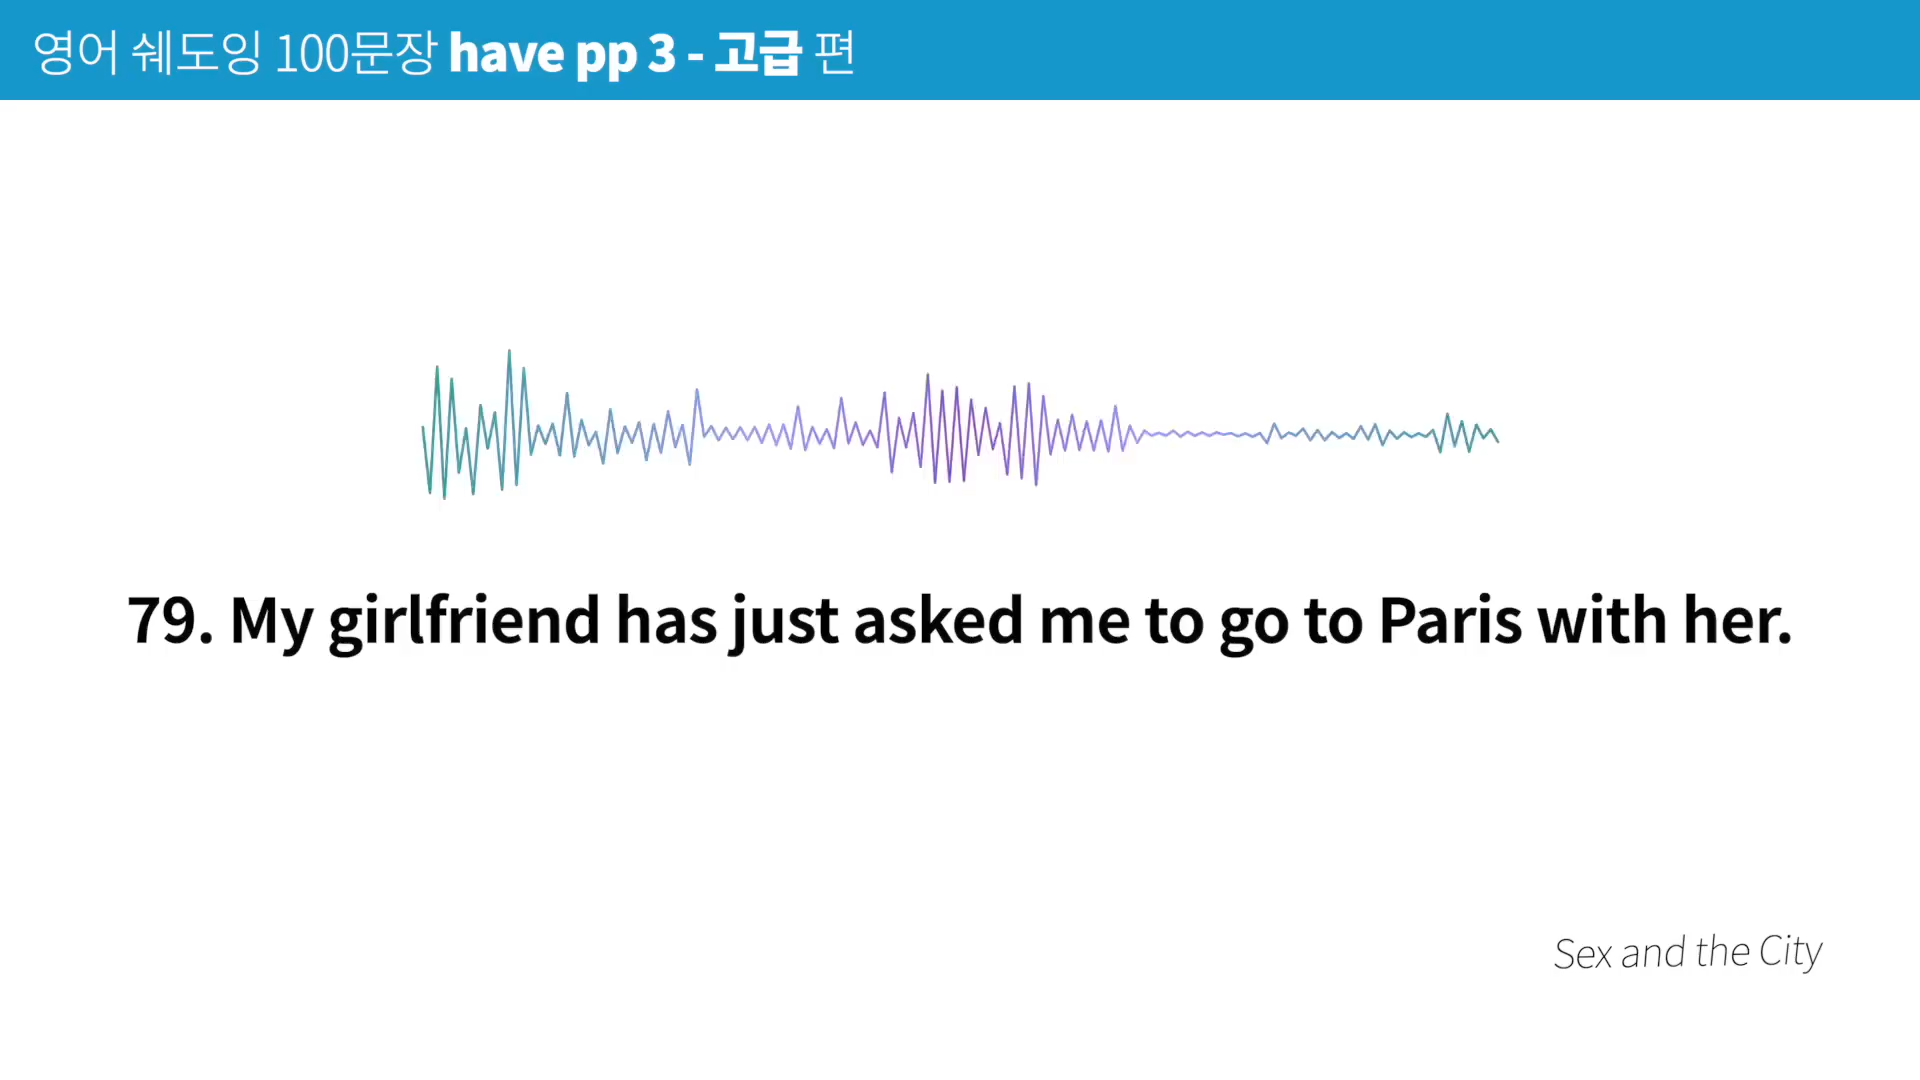 영어 쉐도잉 100문장 have pp 3 - 고급 편
79. My girlfriend has just asked me to go to Paris with her.
Sex and the City